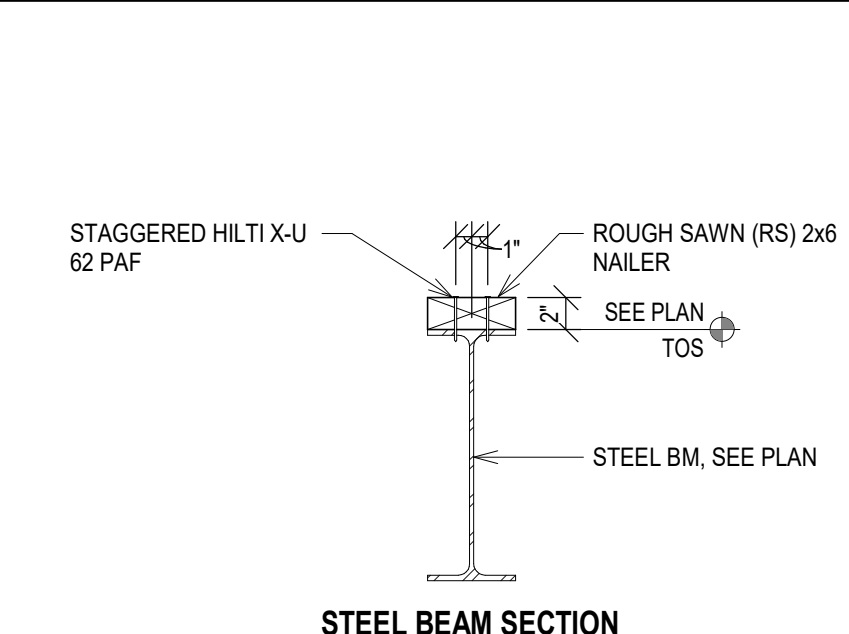 STAGGERED HILTI X-U
62 PAF
1"
ROUGH SAWN (RS) 2x6
NAILER
2"
SEE PLAN
TOS
STEEL BM, SEE PLAN
STEEL BEAM SECTION